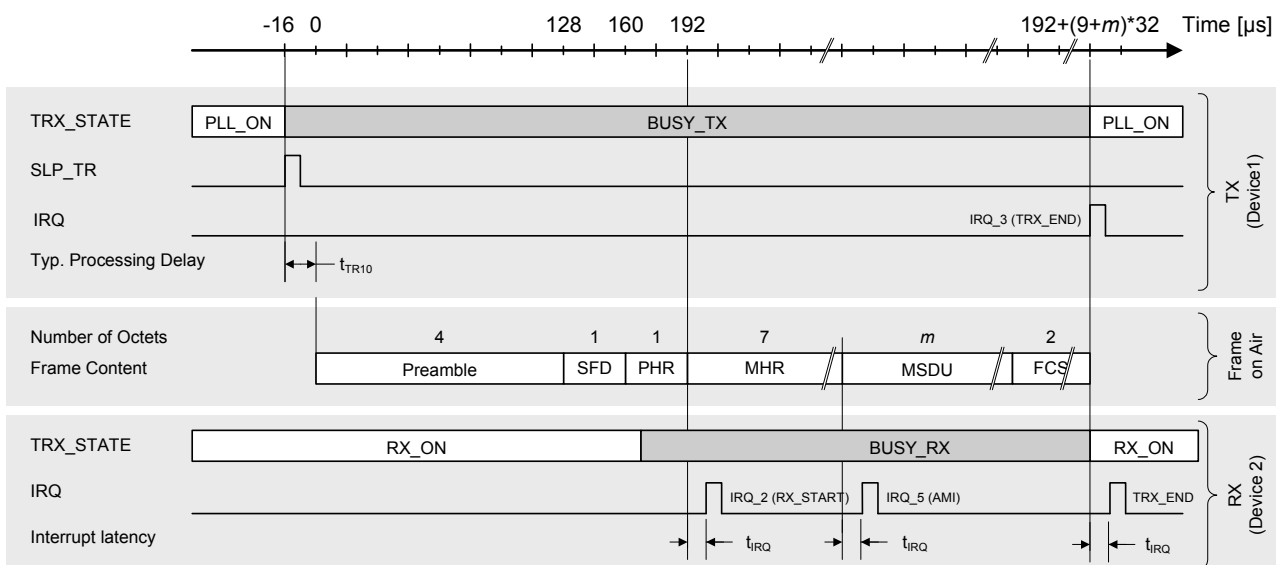 -16 0 128 160 192 192+(9+m)*32 Time [µs]
TRX_STATE PLL_ON BUSY_TX PLL_ON
SLP_TR
IRQ IRQ_3 (TRX_END)
Typ. Processing Delay tTR10
TX
(Device1)
Number of Octets 4 1 1 7 m 2
Frame Content Preamble SFD PHR MHR MSDU FCS
Frame
on Air
TRX_STATE RX_ON BUSY_RX RX_ON
IRQ IRQ_2 (RX_START) IRQ_5 (AMI) TRX_END
Interrupt latency tIRQ tIRQ tIRQ
RX
(Device 2)